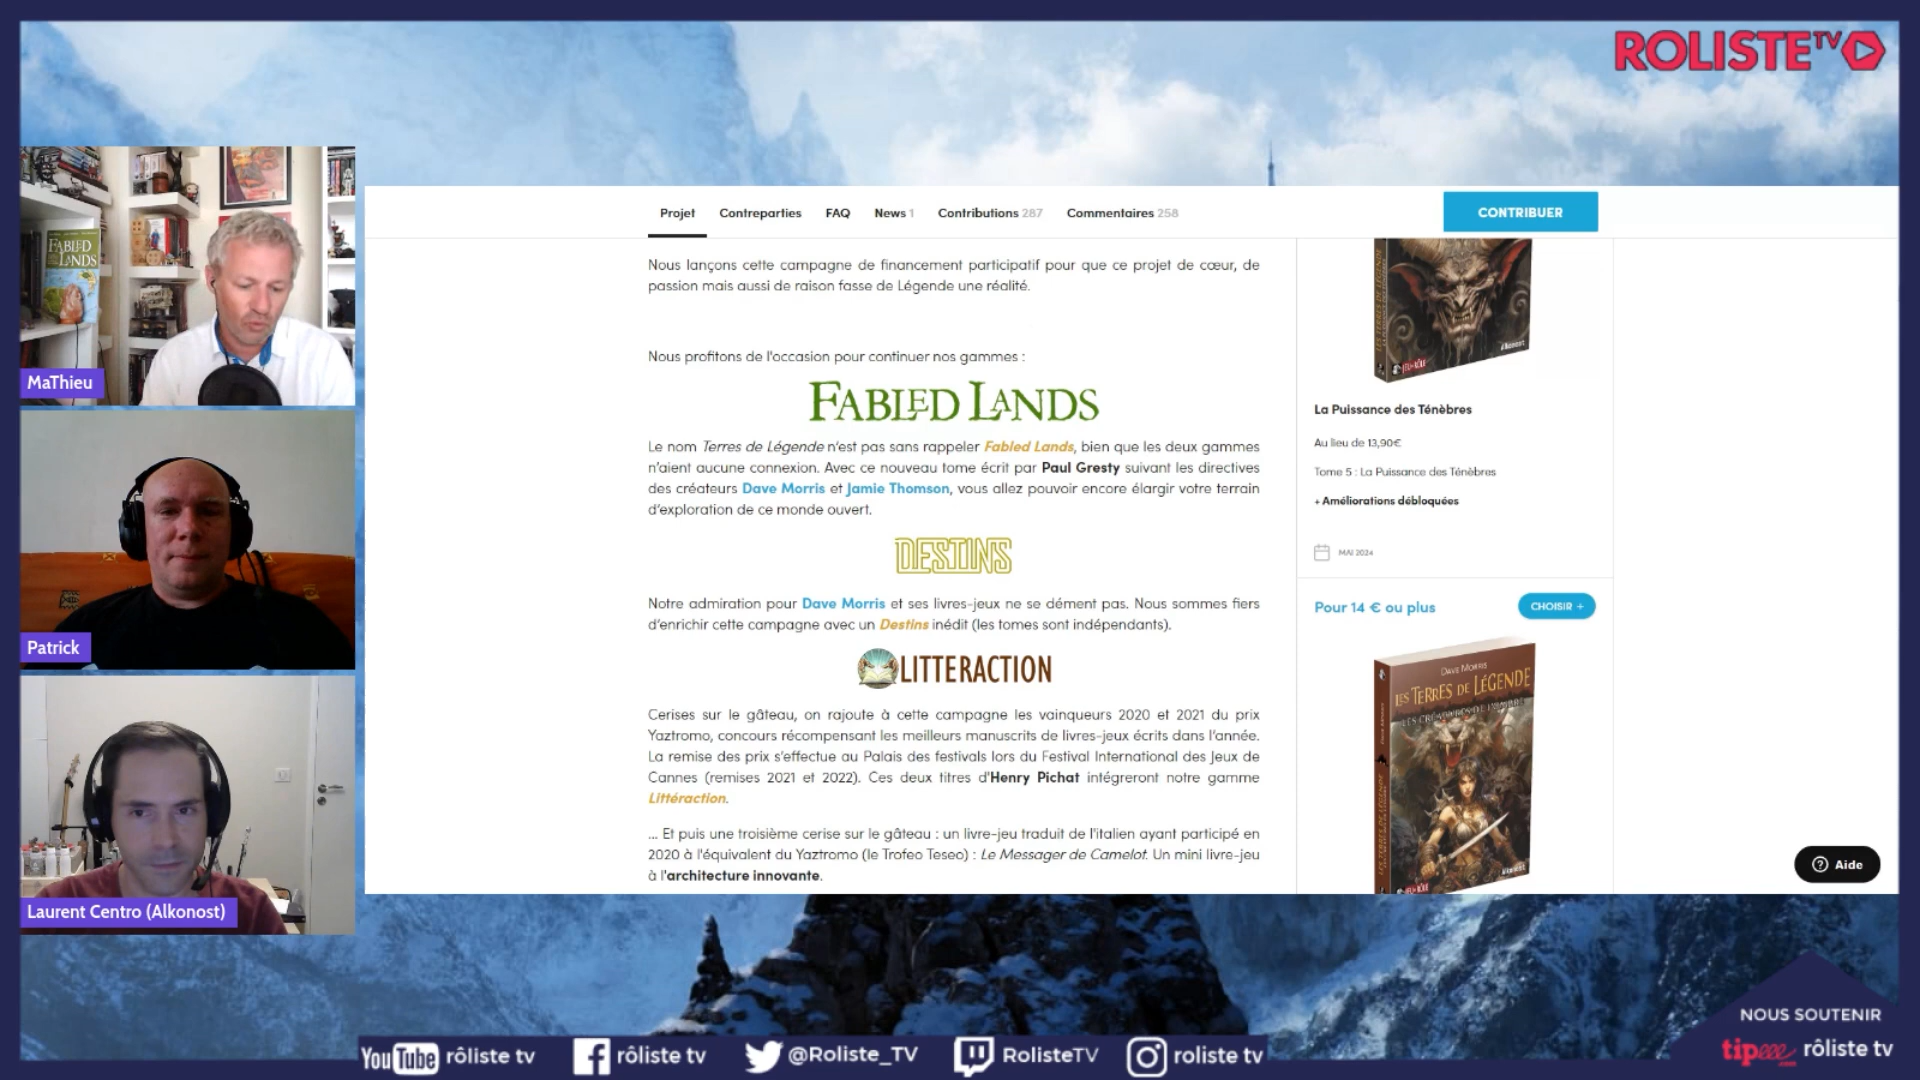 ROLISTE TV
FABLED LANDS
MaThieu
Patrick
Laurent Centro (Alkonost)
Projet Contreparties FAQ News 1 Contributions 287 Commentaires 258
CONTRIBUER
Nous lançons cette campagne de financement participatif pour que ce projet de cœur, de
passion mais aussi de raison fasse de Légende une réalité.
Nous profitons de l'occasion pour continuer nos gammes :
FABLED LANDS
Le nom Terres de Légende n'est pas sans rappeler Fabled Lands, bien que les deux gammes
n'aient aucune connexion. Avec ce nouveau tome écrit par Paul Gresty suivant les directives
des créateurs Dave Morris et Jamie Thomson, vous allez pouvoir encore élargir votre terrain
d'exploration de ce monde ouvert.
DESTINS
Notre admiration pour Dave Morris et ses livres-jeux ne se dément pas. Nous sommes fiers
d'enrichir cette campagne avec un Destins inédit (les tomes sont indépendants).
LITTERACTION
Cerises sur le gâteau, on rajoute à cette campagne les vainqueurs 2020 et 2021 du prix
Yaztromo, concours récompensant les meilleurs manuscrits de livres-jeux écrits dans l'année.
La remise des prix s'effectue au Palais des festivals lors du Festival International des Jeux de
Cannes (remises 2021 et 2022). Ces deux titres d'Henry Pichat intégreront notre gamme
Littéraction.
... Et puis une troisième cerise sur le gâteau : un livre-jeu traduit de l'italien ayant participé en
2020 à l'équivalent du Yaztromo (le Trofeo Teseo) : Le Messager de Camelot. Un mini livre-jeu
à l'architecture innovante.
Alkonost
La Puissance des Ténèbres
Au lieu de 13,90€
Tome 5 : La Puissance des Ténèbres
+ Améliorations débloquées
MAI 2024
Pour 14 € ou plus
CHOISIR +
DAVE MORRIS
LES TERRES DE LÉGENDE
Alkonost
Aide
NOUS SOUTENIR
tipeee rôliste tv
YouTube rôliste tv
rôliste tv
@Roliste_TV
RolisteTV
roliste tv